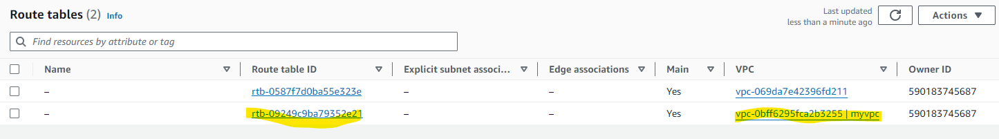 Route tables (2) Info
Last updated
less than a minute ago
Actions
Find resources by attribute or tag
Name Route table ID Explicit subnet associ... Edge associations Main VPC Owner ID
– rtb-0587f7d0ba55e323e – – Yes vpc-069da7e42396fd211 590183745687
– rtb-09249c9ba79352e21 – – Yes vpc-0bff6295fca2b3255 | myvpc 590183745687